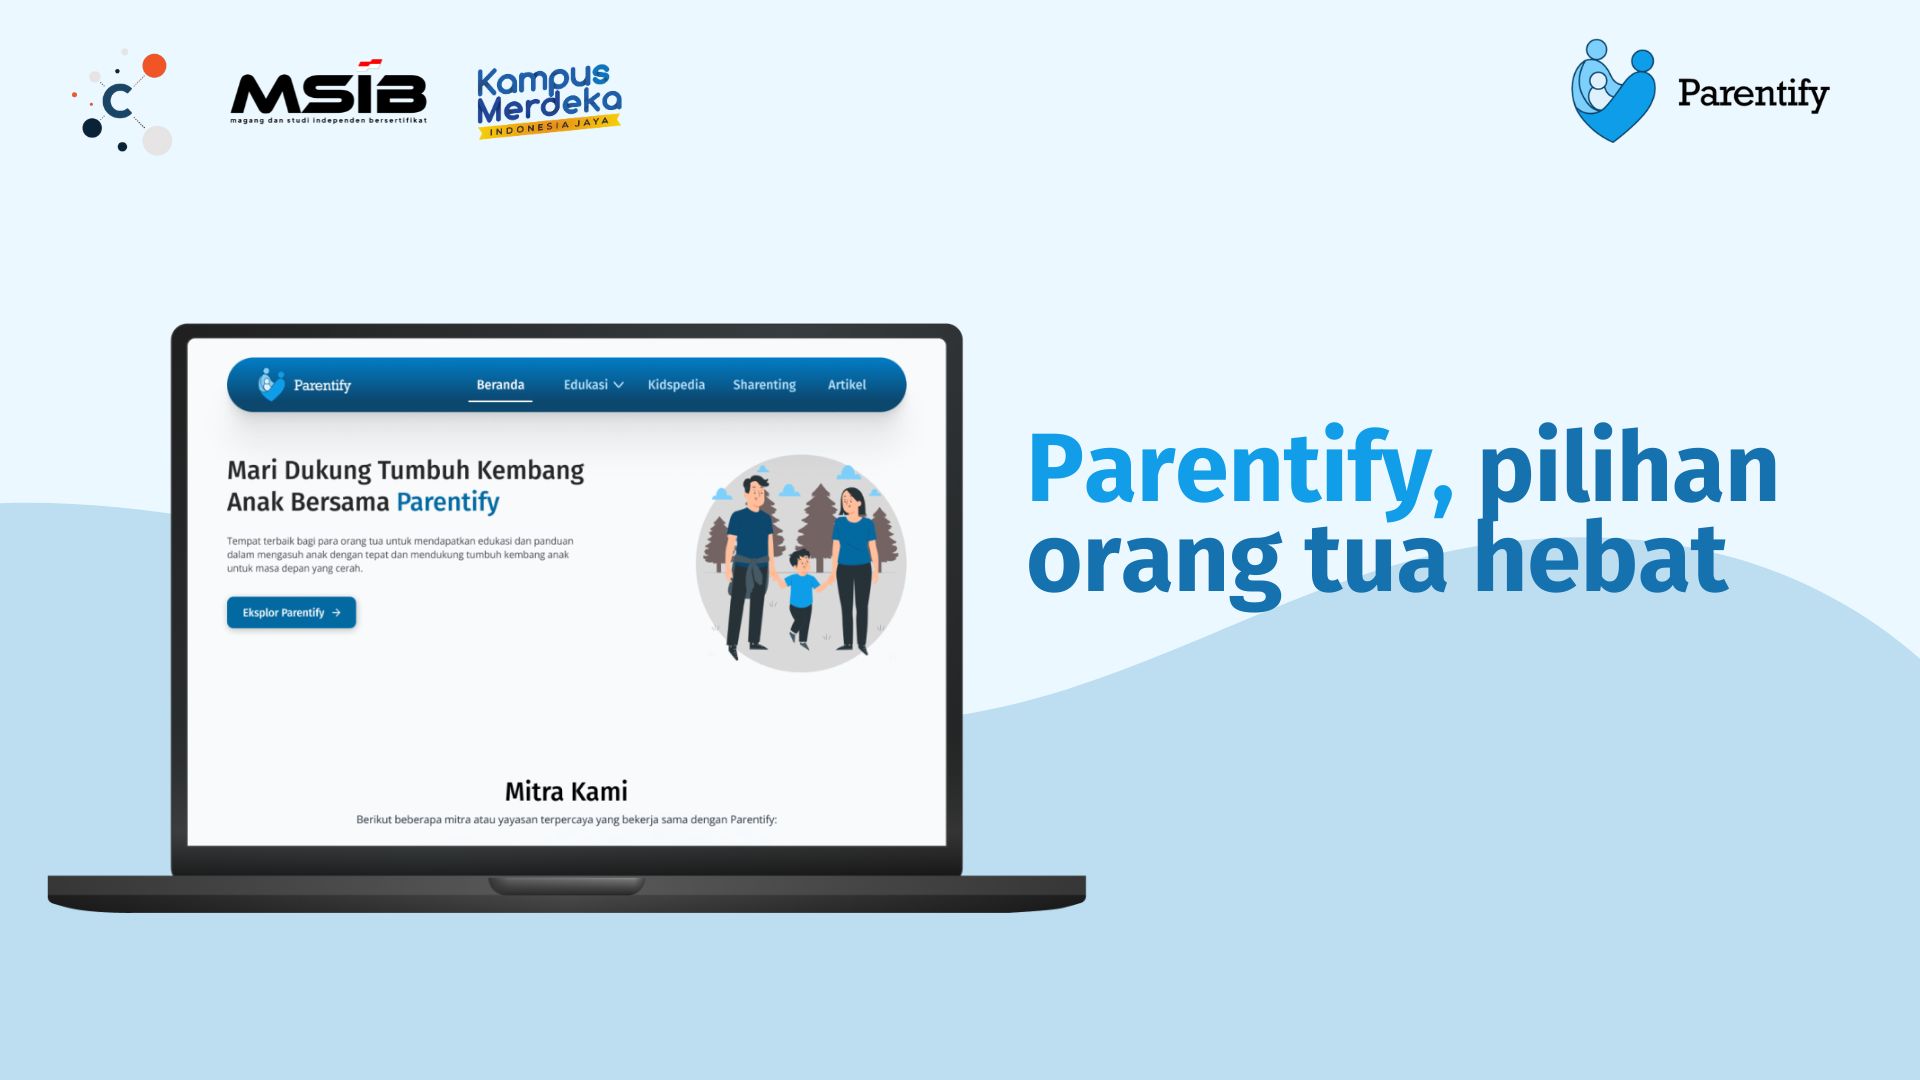 C
MSIB
magang dan studi independen bersertifikat
Kampus
Merdeka
INDONESIA JAYA
Parentify
Parentify
Beranda
Edukasi
Kidspedia
Sharenting
Artikel
Mari Dukung Tumbuh Kembang
Anak Bersama Parentify
Tempat terbaik bagi para orang tua untuk mendapatkan edukasi dan panduan
dalam mengasuh anak dengan tepat dan mendukung tumbuh kembang anak
untuk masa depan yang cerah.
Eksplor Parentify →
Mitra Kami
Berikut beberapa mitra atau yayasan terpercaya yang bekerja sama dengan Parentify:
Parentify, pilihan
orang tua hebat